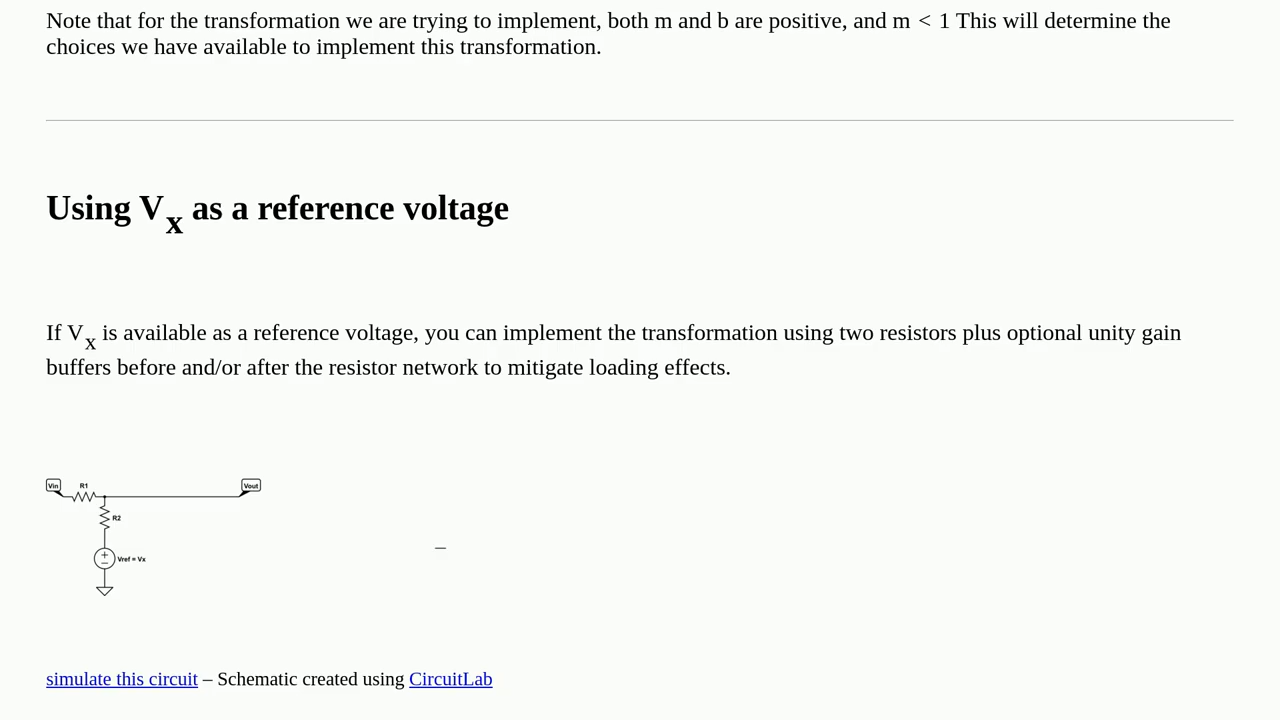 Note that for the transformation we are trying to implement, both m and b are positive, and m < 1 This will determine the
choices we have available to implement this transformation.
Using Vx as a reference voltage
If Vx is available as a reference voltage, you can implement the transformation using two resistors plus optional unity gain
buffers before and/or after the resistor network to mitigate loading effects.
Vin R1 Vout
R2
Vref = Vx
simulate this circuit – Schematic created using CircuitLab